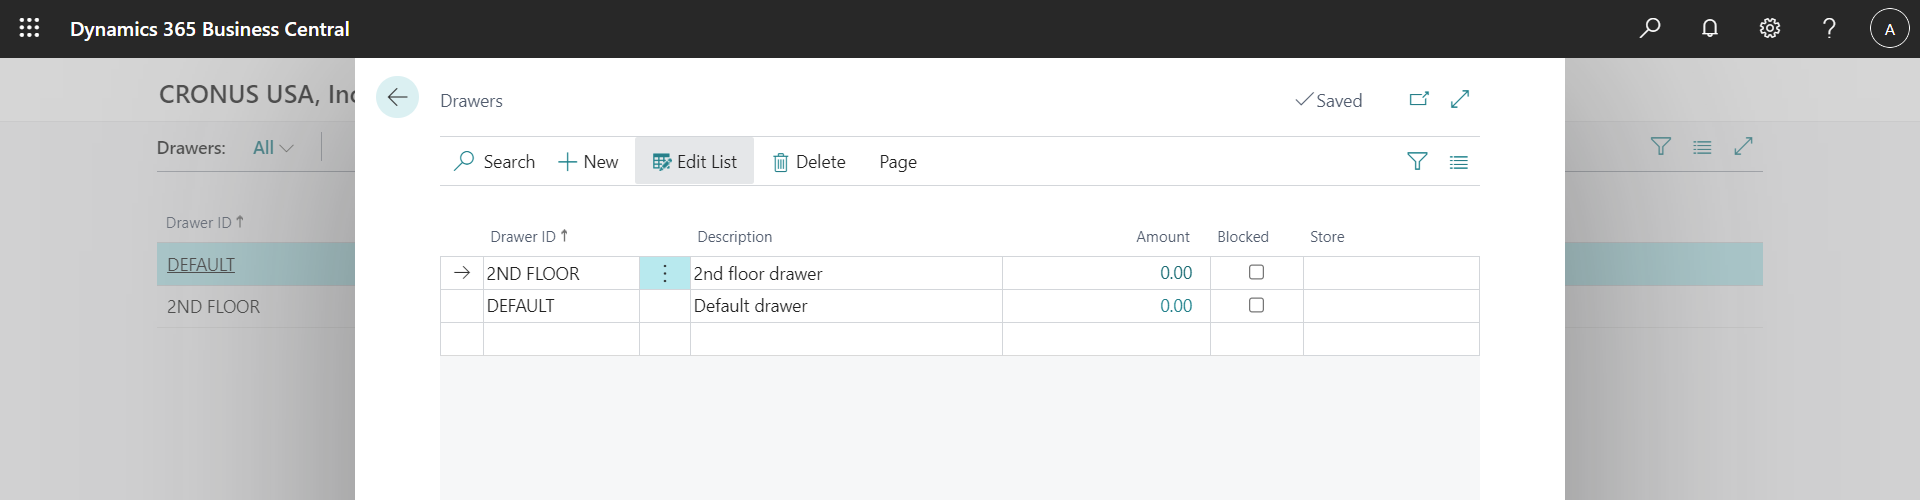 Dynamics 365 Business Central
A
CRONUS USA, Inc
Drawers: All
Drawer ID ↑
DEFAULT
2ND FLOOR
Drawers
Saved
Search New Edit List Delete Page
Drawer ID ↑ Description Amount Blocked Store
2ND FLOOR 2nd floor drawer 0.00
DEFAULT Default drawer 0.00